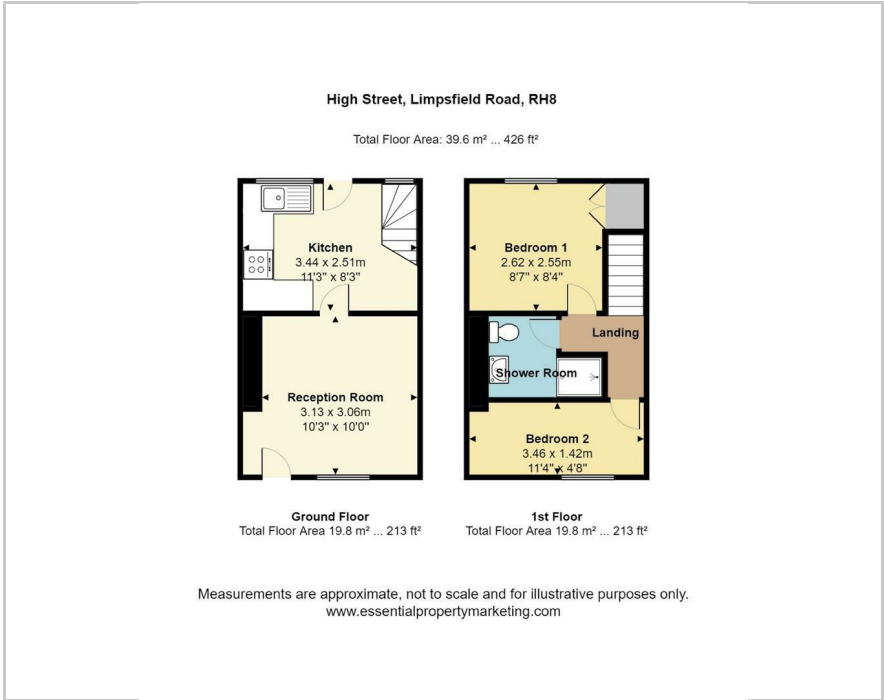 High Street, Limpsfield Road, RH8
Total Floor Area: 39.6 m² ... 426 ft²
Kitchen
3.44 x 2.51m
11'3" x 8'3"
Reception Room
3.13 x 3.06m
10'3" x 10'0"
Ground Floor
Total Floor Area 19.8 m² ... 213 ft²
Bedroom 1
2.62 x 2.55m
8'7" x 8'4"
Landing
Shower Room
Bedroom 2
3.46 x 1.42m
11'4" x 4'8"
1st Floor
Total Floor Area 19.8 m² ... 213 ft²
Measurements are approximate, not to scale and for illustrative purposes only.
www.essentialpropertymarketing.com